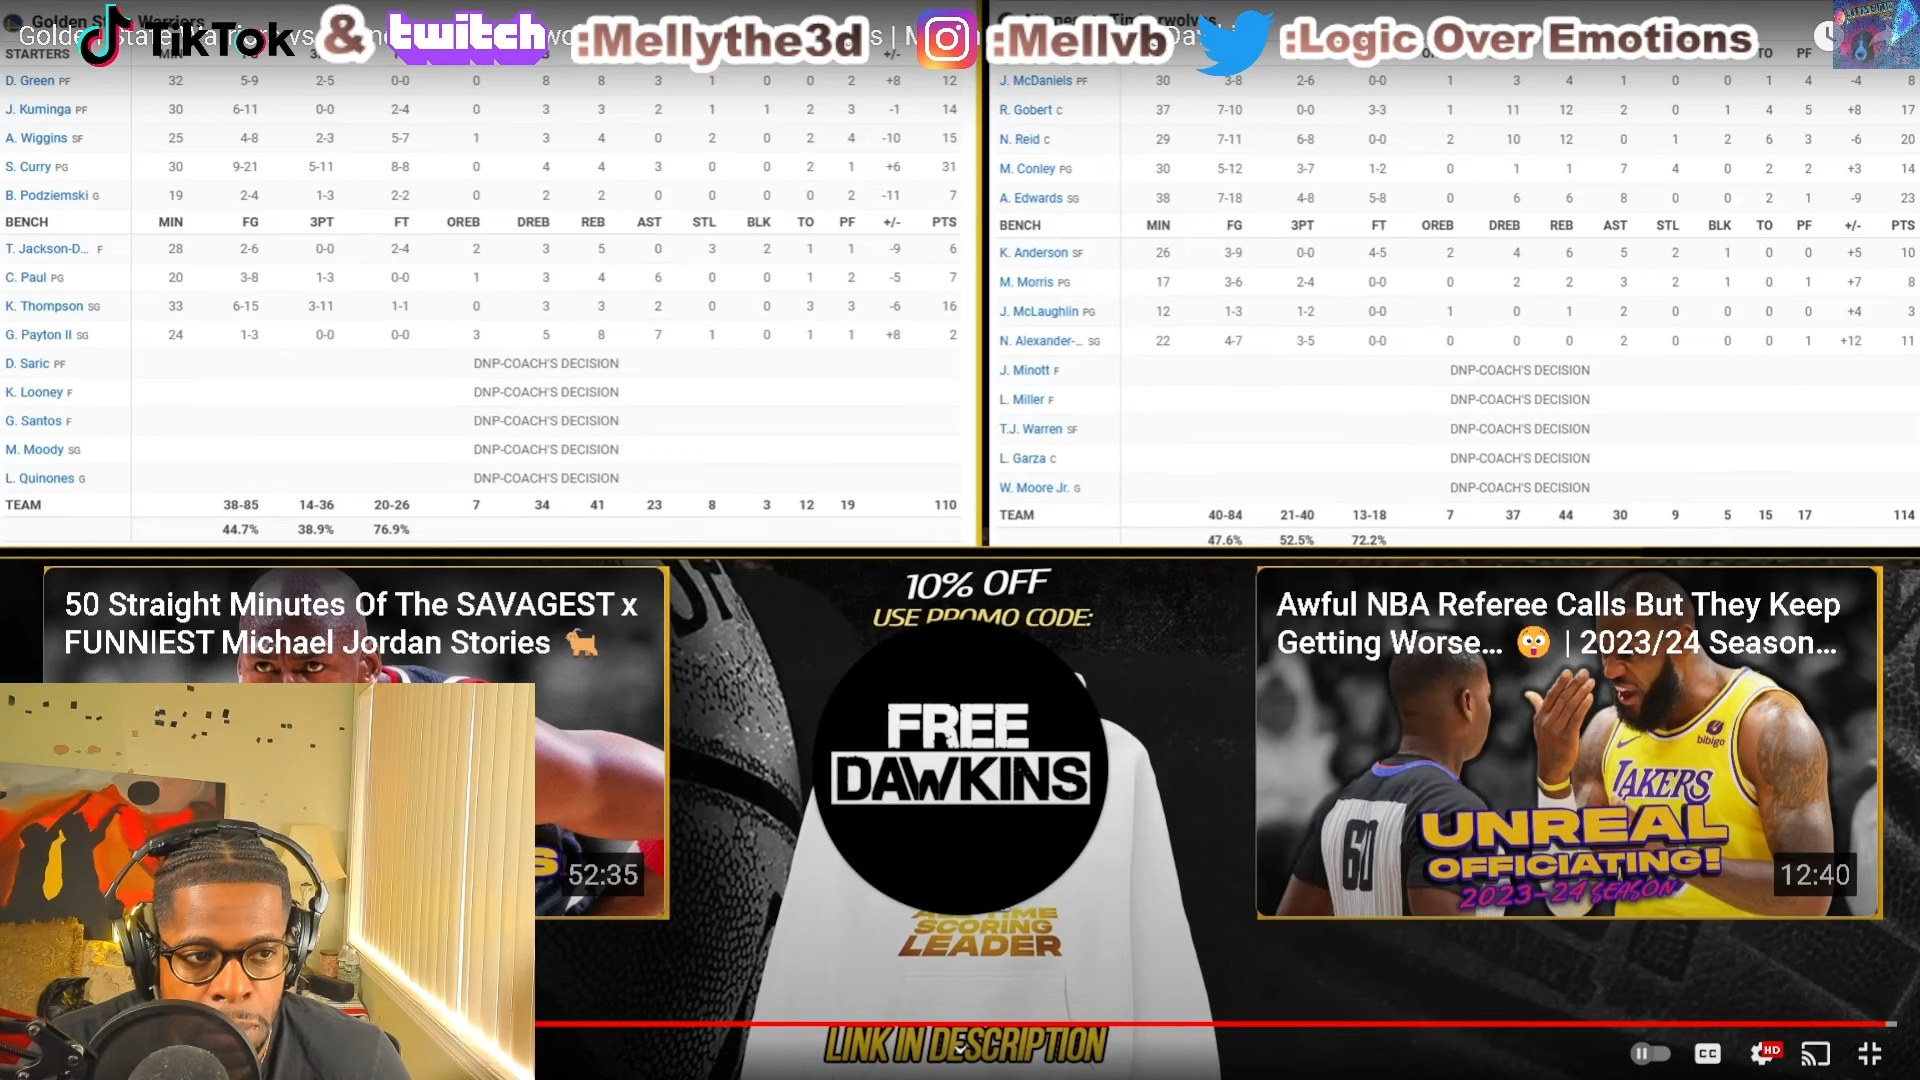 TikTok & twitch :Mellythe3d :Mellvb :Logic Over Emotions
Golden State Warriors
STARTERS +/-
D. Green PF 32 5-9 2-5 0-0 0 8 8 3 1 0 0 2 +8 12
J. Kuminga PF 30 6-11 0-0 2-4 0 3 3 2 1 1 2 3 -1 14
A. Wiggins SF 25 4-8 2-3 5-7 1 3 4 0 2 0 2 4 -10 15
S. Curry PG 30 9-21 5-11 8-8 0 4 4 3 0 0 2 1 +6 31
B. Podziemski G 19 2-4 1-3 2-2 0 2 2 0 0 0 0 2 -11 7
BENCH MIN FG 3PT FT OREB DREB REB AST STL BLK TO PF +/- PTS
T. Jackson-D... F 28 2-6 0-0 2-4 2 3 5 0 3 2 1 1 -9 6
C. Paul PG 20 3-8 1-3 0-0 1 3 4 6 0 0 1 2 -5 7
K. Thompson SG 33 6-15 3-11 1-1 0 3 3 2 0 0 3 3 -6 16
G. Payton II SG 24 1-3 0-0 0-0 3 5 8 7 1 0 1 1 +8 2
D. Saric PF DNP-COACH'S DECISION
K. Looney F DNP-COACH'S DECISION
G. Santos F DNP-COACH'S DECISION
M. Moody SG DNP-COACH'S DECISION
L. Quinones G DNP-COACH'S DECISION
TEAM 38-85 14-36 20-26 7 34 41 23 8 3 12 19 110
44.7% 38.9% 76.9%
TO PF
J. McDaniels PF 30 3-8 2-6 0-0 1 3 4 1 0 0 1 4 -4 8
R. Gobert C 37 7-10 0-0 3-3 1 11 12 2 0 1 4 5 +8 17
N. Reid C 29 7-11 6-8 0-0 2 10 12 0 1 2 6 3 -6 20
M. Conley PG 30 5-12 3-7 1-2 0 1 1 7 4 0 2 2 +3 14
A. Edwards SG 38 7-18 4-8 5-8 0 6 6 8 0 0 2 1 -9 23
BENCH MIN FG 3PT FT OREB DREB REB AST STL BLK TO PF +/- PTS
K. Anderson SF 26 3-9 0-0 4-5 2 4 6 5 2 1 0 0 +5 10
M. Morris PG 17 3-6 2-4 0-0 0 2 2 3 2 1 0 1 +7 8
J. McLaughlin PG 12 1-3 1-2 0-0 1 0 1 2 0 0 0 0 +4 3
N. Alexander-... SG 22 4-7 3-5 0-0 0 0 0 2 0 0 0 1 +12 11
J. Minott F DNP-COACH'S DECISION
L. Miller F DNP-COACH'S DECISION
T.J. Warren SF DNP-COACH'S DECISION
L. Garza C DNP-COACH'S DECISION
W. Moore Jr. G DNP-COACH'S DECISION
TEAM 40-84 21-40 13-18 7 37 44 30 9 5 15 17 114
47.6% 52.5% 72.2%
50 Straight Minutes Of The SAVAGEST x
FUNNIEST Michael Jordan Stories
52:35
10% OFF
USE PROMO CODE:
FREE
DAWKINS
SCORING
LEADER
LINK IN DESCRIPTION
Awful NBA Referee Calls But They Keep
Getting Worse... | 2023/24 Season...
bibigo
LAKERS
60
UNREAL
OFFICIATING!
2023-24 SEASON
12:40
CC
HD